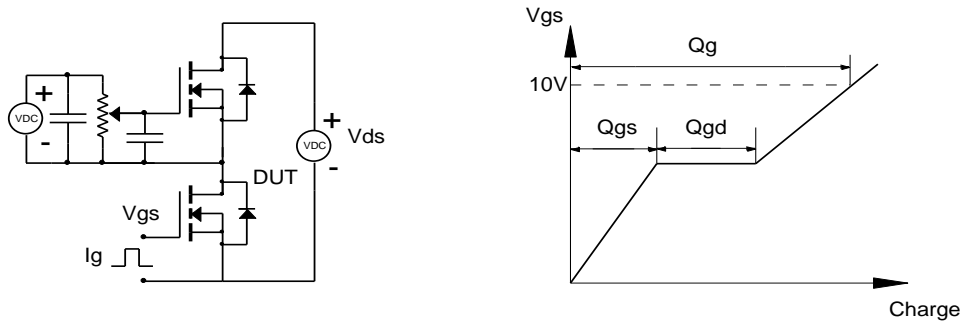 +
VDC
-
+
VDC
-
Vds
DUT
Vgs
Ig
Vgs
Qg
10V
Qgs
Qgd
Charge